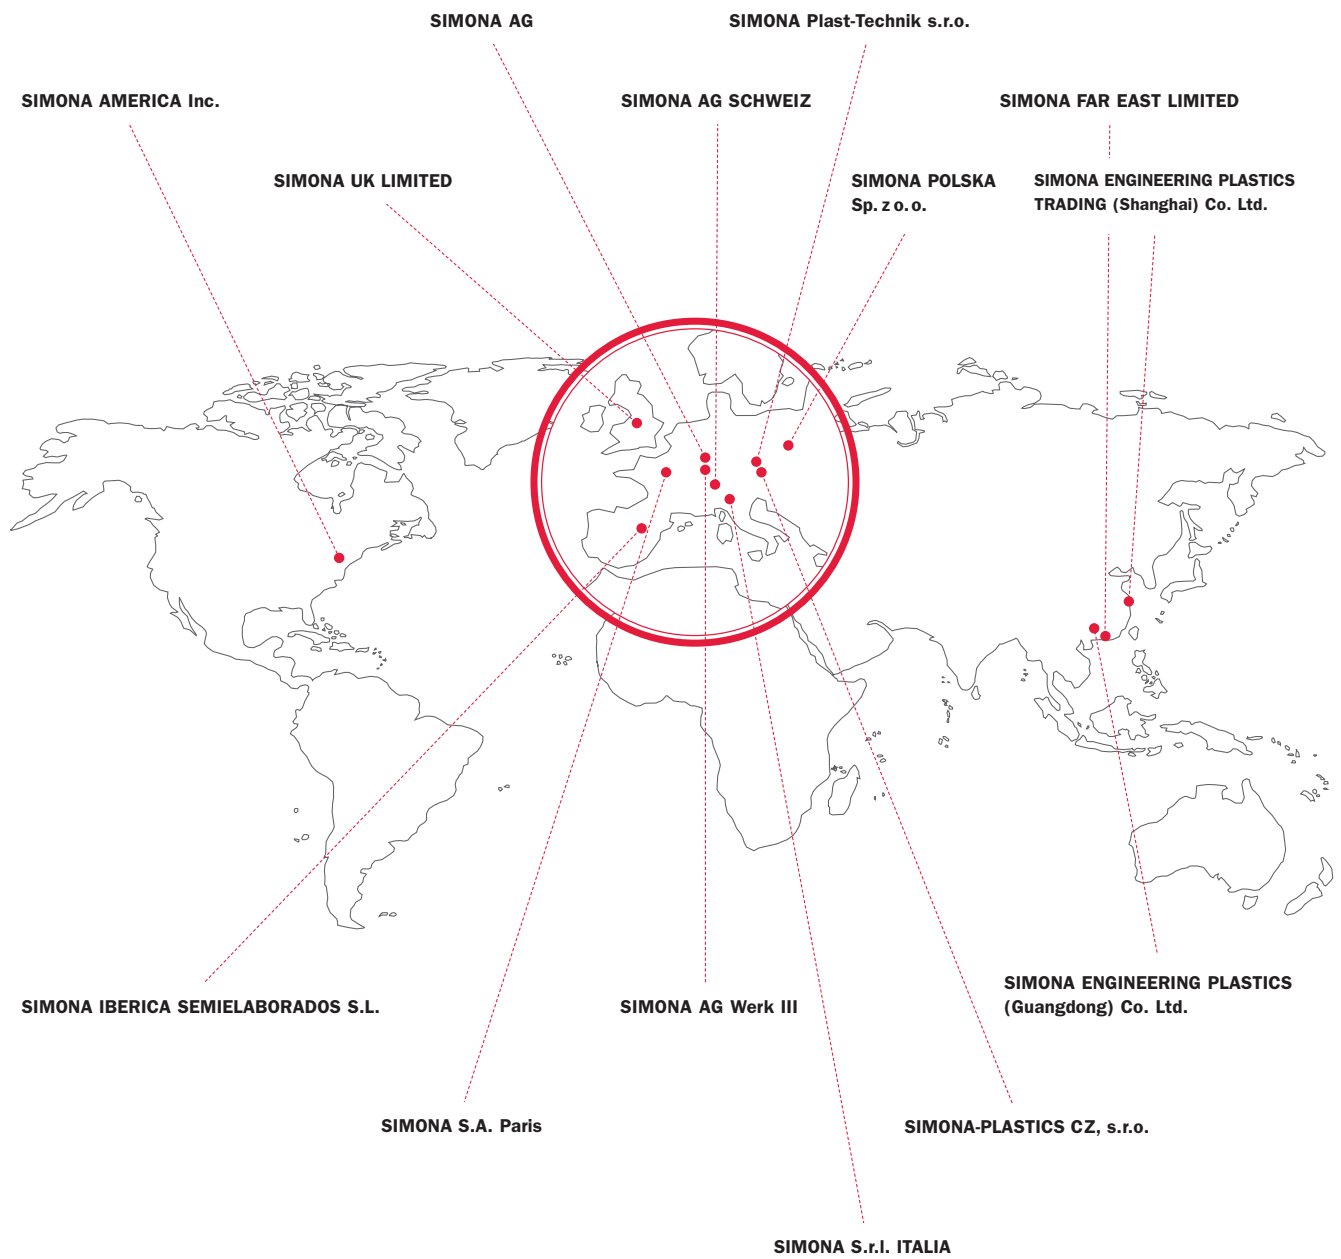 SIMONA AG
SIMONA Plast-Technik s.r.o.
SIMONA AMERICA Inc.
SIMONA AG SCHWEIZ
SIMONA FAR EAST LIMITED
SIMONA UK LIMITED
SIMONA POLSKA
Sp. z o. o.
SIMONA ENGINEERING PLASTICS
TRADING (Shanghai) Co. Ltd.
SIMONA IBERICA SEMIELABORADOS S.L.
SIMONA AG Werk III
SIMONA ENGINEERING PLASTICS
(Guangdong) Co. Ltd.
SIMONA S.A. Paris
SIMONA-PLASTICS CZ, s.r.o.
SIMONA S.r.l. ITALIA